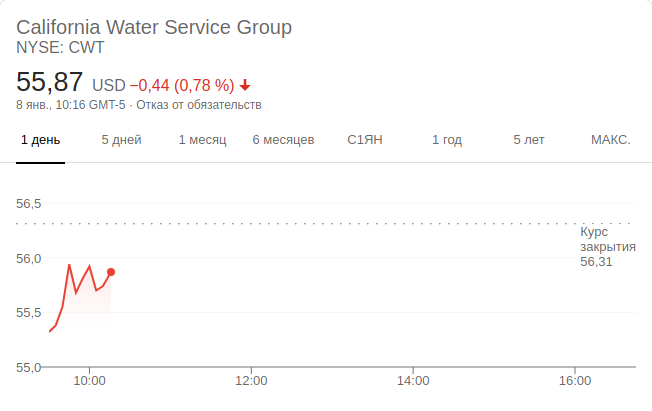 California Water Service Group
NYSE: CWT
55,87 USD −0,44 (0,78 %)
8 янв., 10:16 GMT-5 · Отказ от обязательств
1 день 5 дней 1 месяц 6 месяцев С1ЯН 1 год 5 лет МАКС.
56,5
Курс
закрытия
56,31
56,0
55,5
55,0
10:00 12:00 14:00 16:00